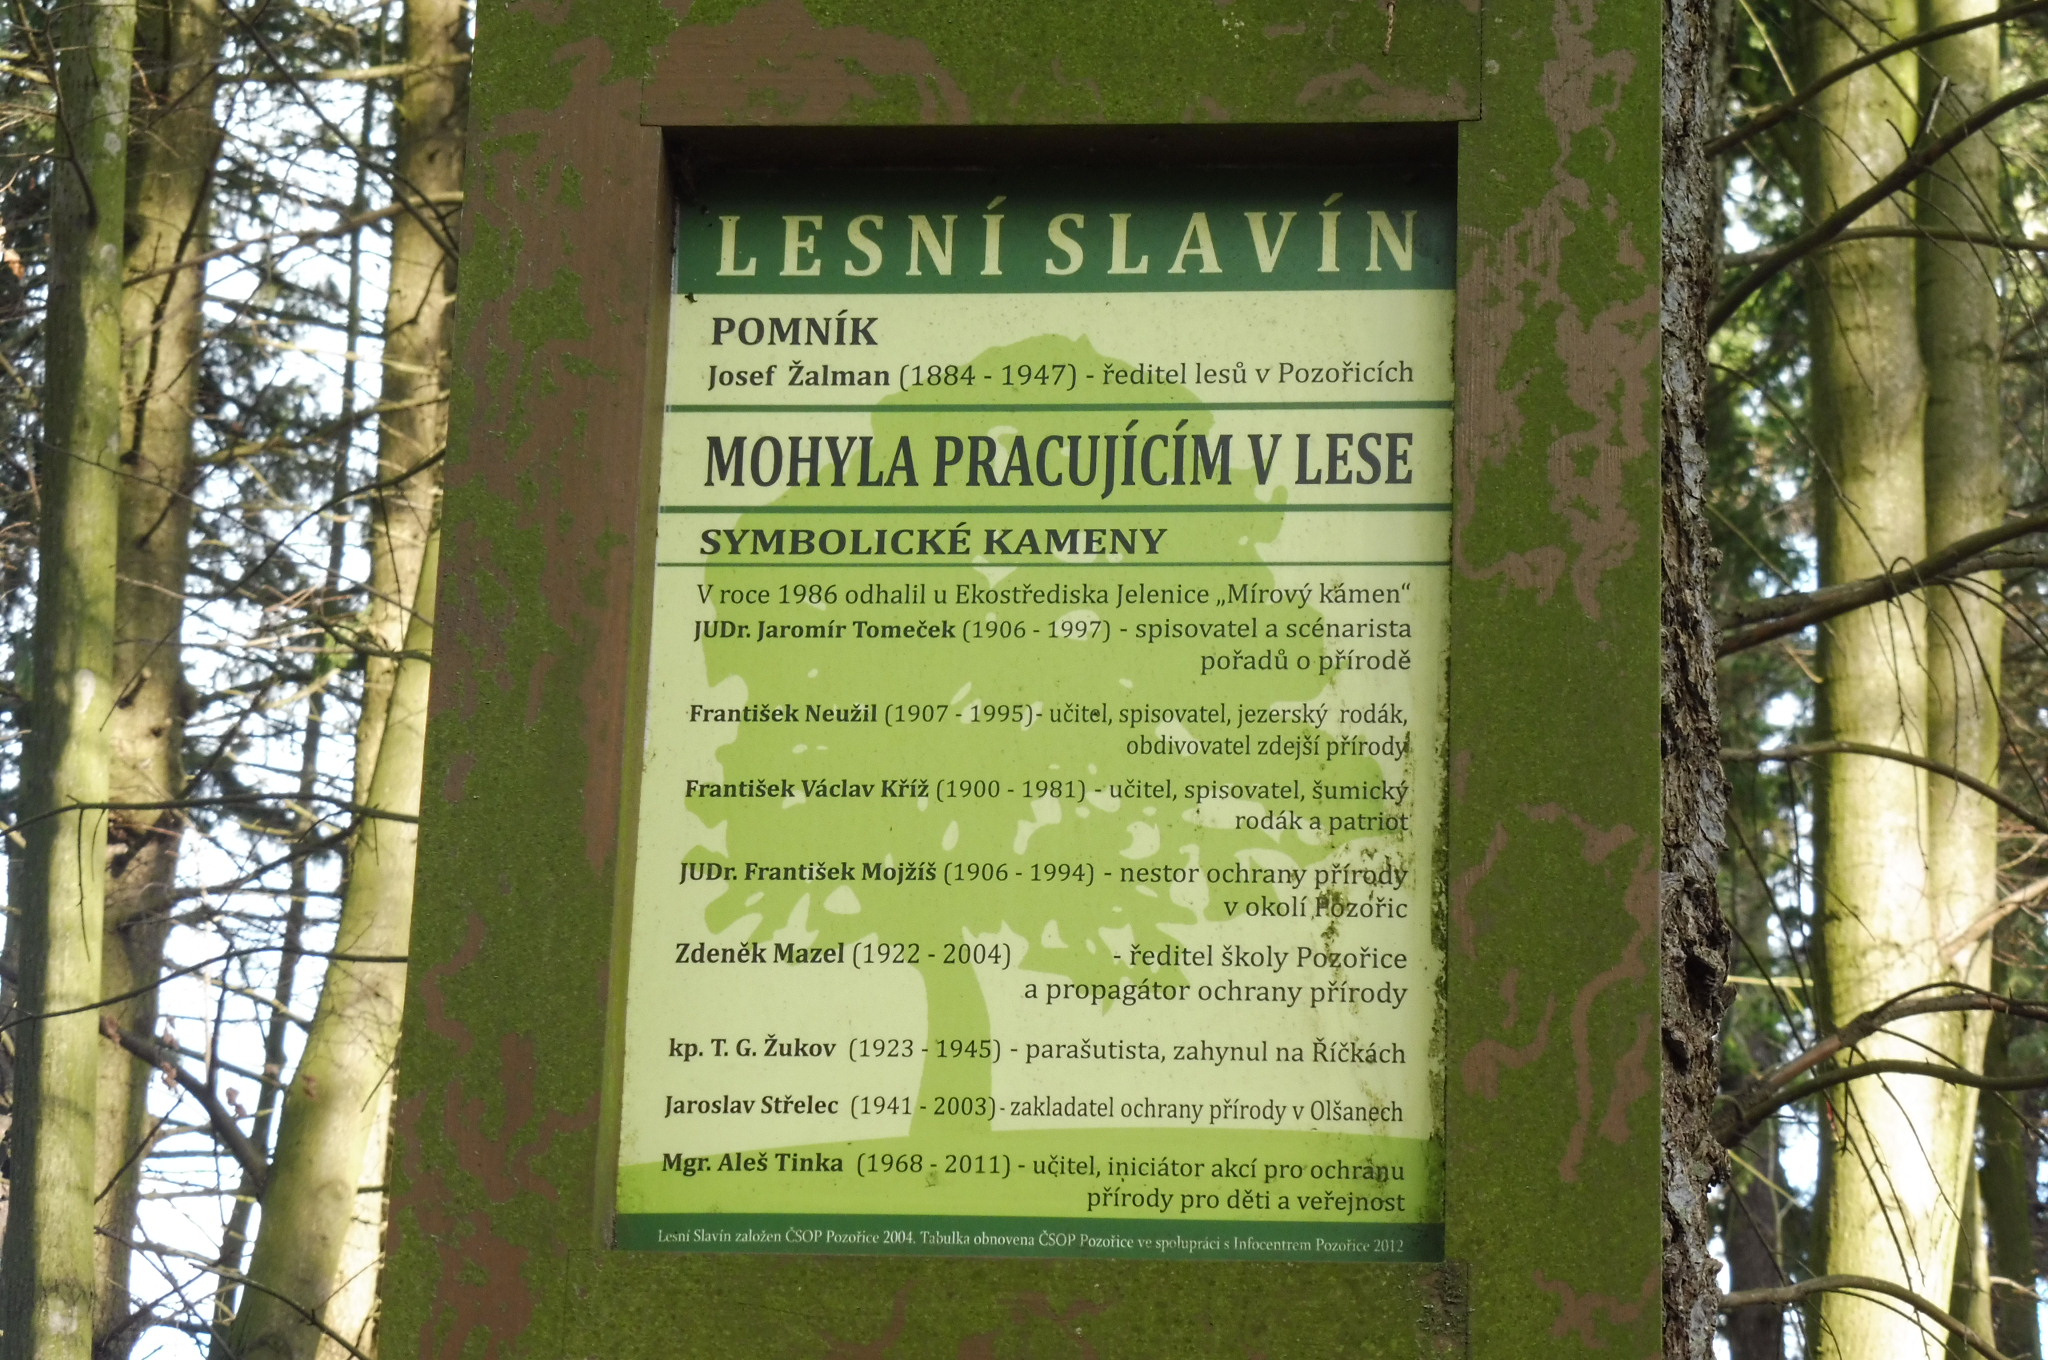 LESNÍ SLAVÍN
POMNÍK
Josef Žalman (1884 - 1947) - ředitel lesů v Pozořicích
MOHYLA PRACUJÍCÍM V LESE
SYMBOLICKÉ KAMENY
V roce 1986 odhalil u Ekostřediska Jelenice „Mírový kámen“
JUDr. Jaromír Tomeček (1906 - 1997) - spisovatel a scénarista
pořadů o přírodě
František Neužil (1907 - 1995)- učitel, spisovatel, jezerský rodák,
obdivovatel zdejší přírody
František Václav Kříž (1900 - 1981) - učitel, spisovatel, šumický
rodák a patriot
JUDr. František Mojžíš (1906 - 1994) - nestor ochrany přírody
v okolí Pozořic
Zdeněk Mazel (1922 - 2004) - ředitel školy Pozořice
a propagátor ochrany přírody
kp. T. G. Žukov (1923 - 1945) - parašutista, zahynul na Říčkách
Jaroslav Střelec (1941 - 2003)- zakladatel ochrany přírody v Olšanech
Mgr. Aleš Tinka (1968 - 2011) - učitel, iniciátor akcí pro ochranu
přírody pro děti a veřejnost
Lesní Slavín založen ČSOP Pozořice 2004. Tabulka obnovena ČSOP Pozořice ve spolupráci s Infocentrem Pozořice 2012